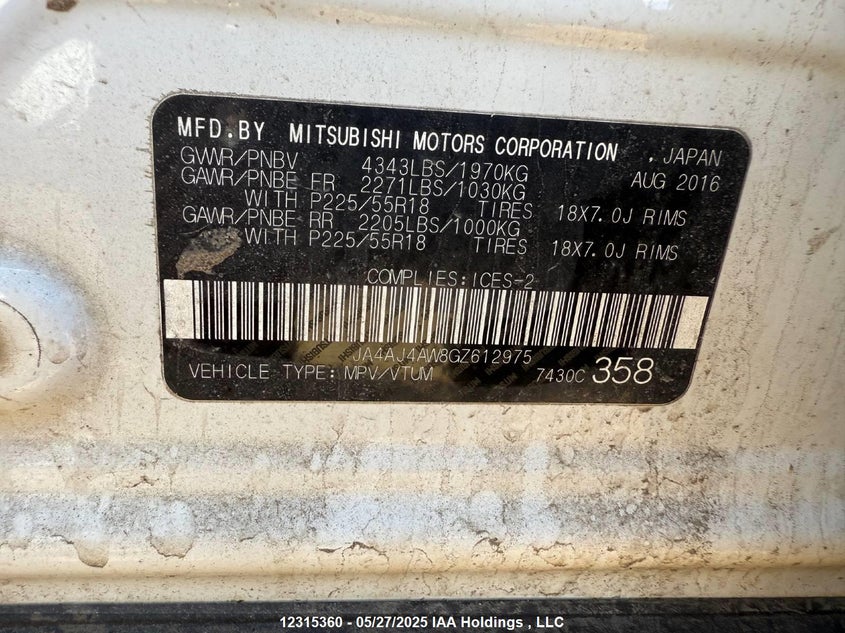 MFD.BY MITSUBISHI MOTORS CORPORATION , JAPAN
GVWR/PNBV 4343LBS/1970KG AUG 2016
GAWR/PNBE FR 2271LBS/1030KG
WITH P225/55R18 TIRES 18X7.0J RIMS
GAWR/PNBE RR 2205LBS/1000KG
WITH P225/55R18 TIRES 18X7.0J RIMS
COMPLIES:ICES-2
JA4AJ4AW8GZ612975
VEHICLE TYPE:MPV/VTUM 7430C 358
12315360 - 05/27/2025 IAA Holdings , LLC